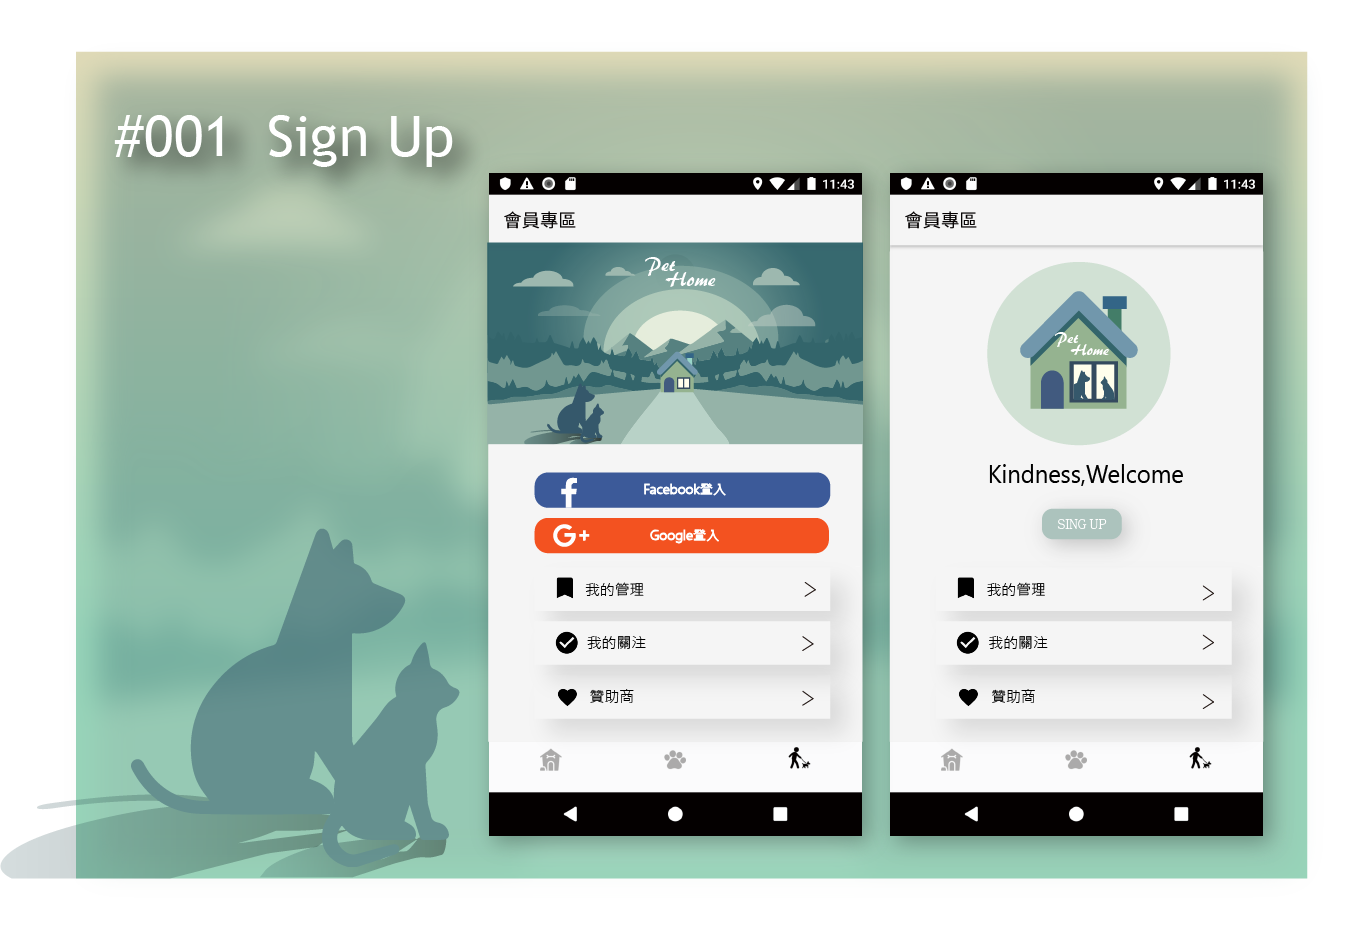 #001 Sign Up
11:43
會員專區
Pet
Home
Facebook登入
G+ Google登入
我的管理
我的關注
贊助商
11:43
會員專區
Pet
Home
Kindness,Welcome
SING UP
我的管理
我的關注
贊助商